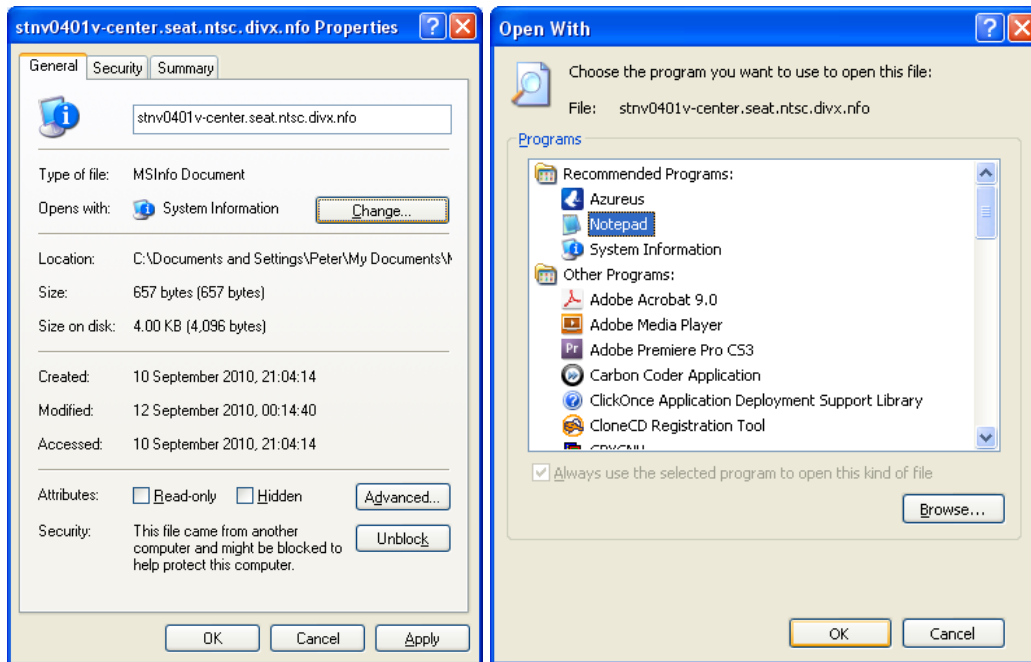 stnv0401v-center.seat.ntsc.divx.nfo Properties
General Security Summary
stnv0401v-center.seat.ntsc.divx.nfo
Type of file: MSInfo Document
Opens with: System Information Change...
Location: C:\Documents and Settings\Peter\My Documents\
Size: 657 bytes (657 bytes)
Size on disk: 4.00 KB (4,096 bytes)
Created: 10 September 2010, 21:04:14
Modified: 12 September 2010, 00:14:40
Accessed: 10 September 2010, 21:04:14
Attributes: Read-only Hidden Advanced...
Security: This file came from another
computer and might be blocked to
help protect this computer.
Unblock
OK Cancel Apply
Open With
Choose the program you want to use to open this file:
File: stnv0401v-center.seat.ntsc.divx.nfo
Programs
Recommended Programs:
Azureus
Notepad
System Information
Other Programs:
Adobe Acrobat 9.0
Adobe Media Player
Adobe Premiere Pro CS3
Carbon Coder Application
ClickOnce Application Deployment Support Library
CloneCD Registration Tool
Always use the selected program to open this kind of file
Browse...
OK Cancel